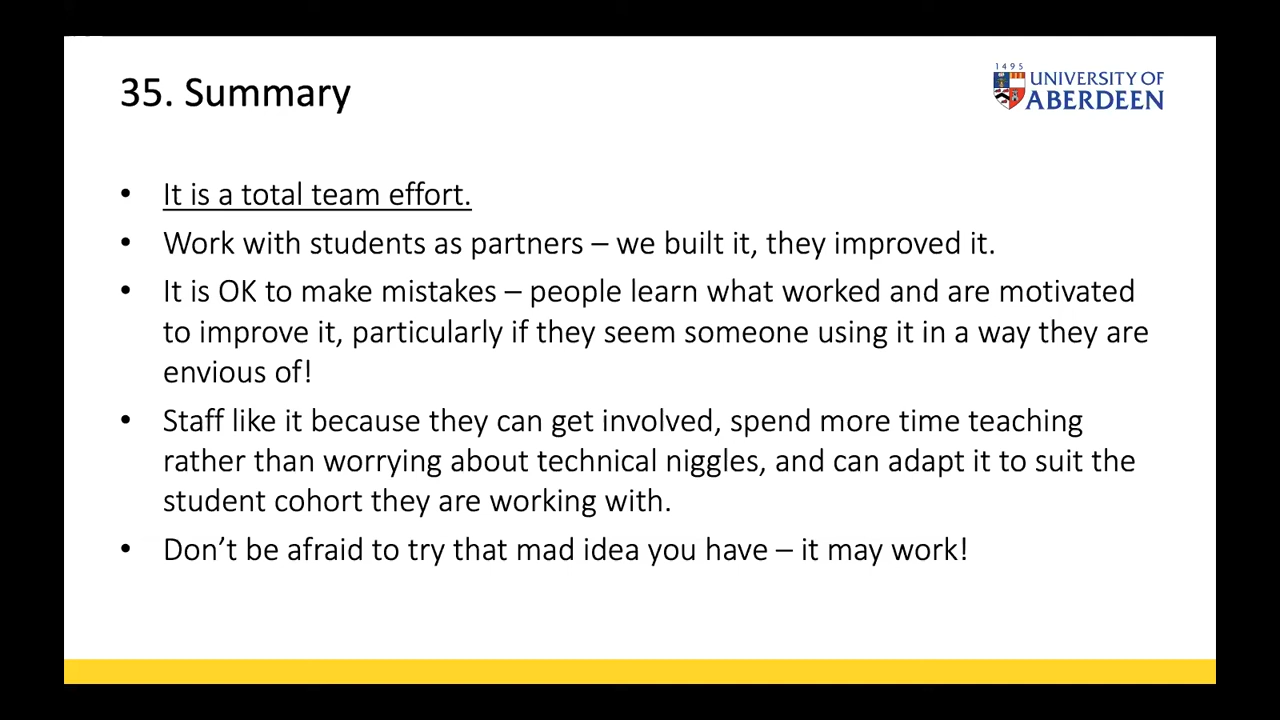 35. Summary
1495
UNIVERSITY OF
ABERDEEN
• It is a total team effort.
• Work with students as partners – we built it, they improved it.
• It is OK to make mistakes – people learn what worked and are motivated
to improve it, particularly if they seem someone using it in a way they are
envious of!
• Staff like it because they can get involved, spend more time teaching
rather than worrying about technical niggles, and can adapt it to suit the
student cohort they are working with.
• Don’t be afraid to try that mad idea you have – it may work!